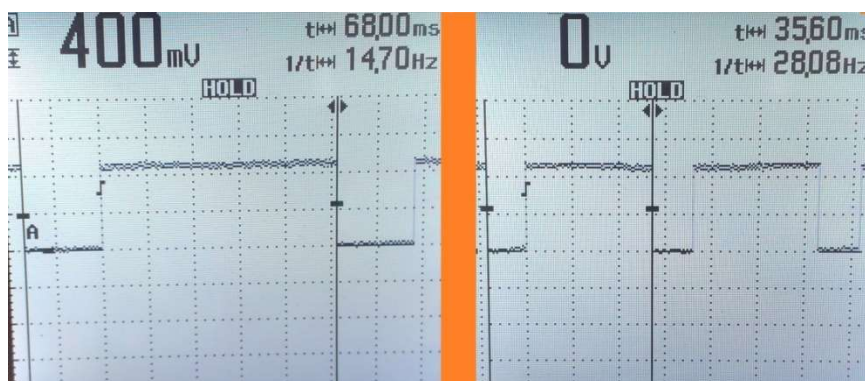 A
400mV
t↔ 68,00ms
1/t↔ 14,70Hz
HOLD
A
0V
t↔ 35,60ms
1/t↔ 28,08Hz
HOLD